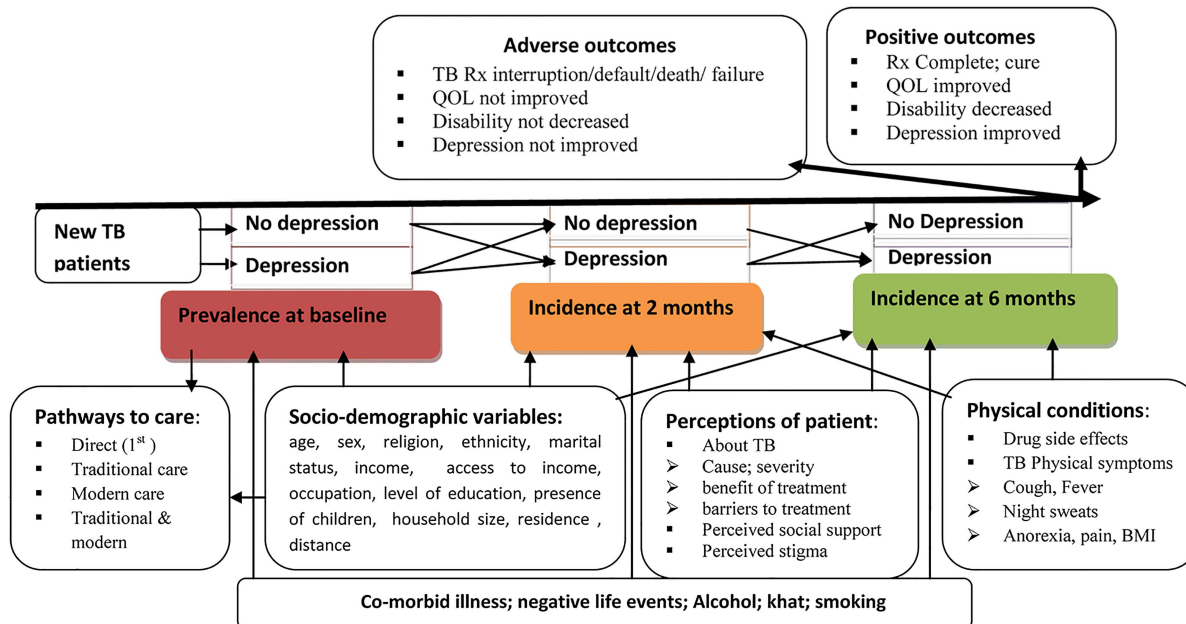 Adverse outcomes
▪ TB Rx interruption/default/death/ failure
▪ QOL not improved
▪ Disability not decreased
▪ Depression not improved
Positive outcomes
▪ Rx Complete; cure
▪ QOL improved
▪ Disability decreased
▪ Depression improved
New TB
patients
No depression
Depression
No depression
Depression
No Depression
Depression
Prevalence at baseline
Incidence at 2 months
Incidence at 6 months
Pathways to care:
▪ Direct (1st)
▪ Traditional care
▪ Modern care
▪ Traditional &
modern
Socio-demographic variables:
age, sex, religion, ethnicity, marital
status, income, access to income,
occupation, level of education, presence
of children, household size, residence ,
distance
Perceptions of patient:
▪ About TB
➢ Cause; severity
➢ benefit of treatment
➢ barriers to treatment
▪ Perceived social support
▪ Perceived stigma
Physical conditions:
▪ Drug side effects
▪ TB Physical symptoms
➢ Cough, Fever
➢ Night sweats
➢ Anorexia, pain, BMI
Co-morbid illness; negative life events; Alcohol; khat; smoking